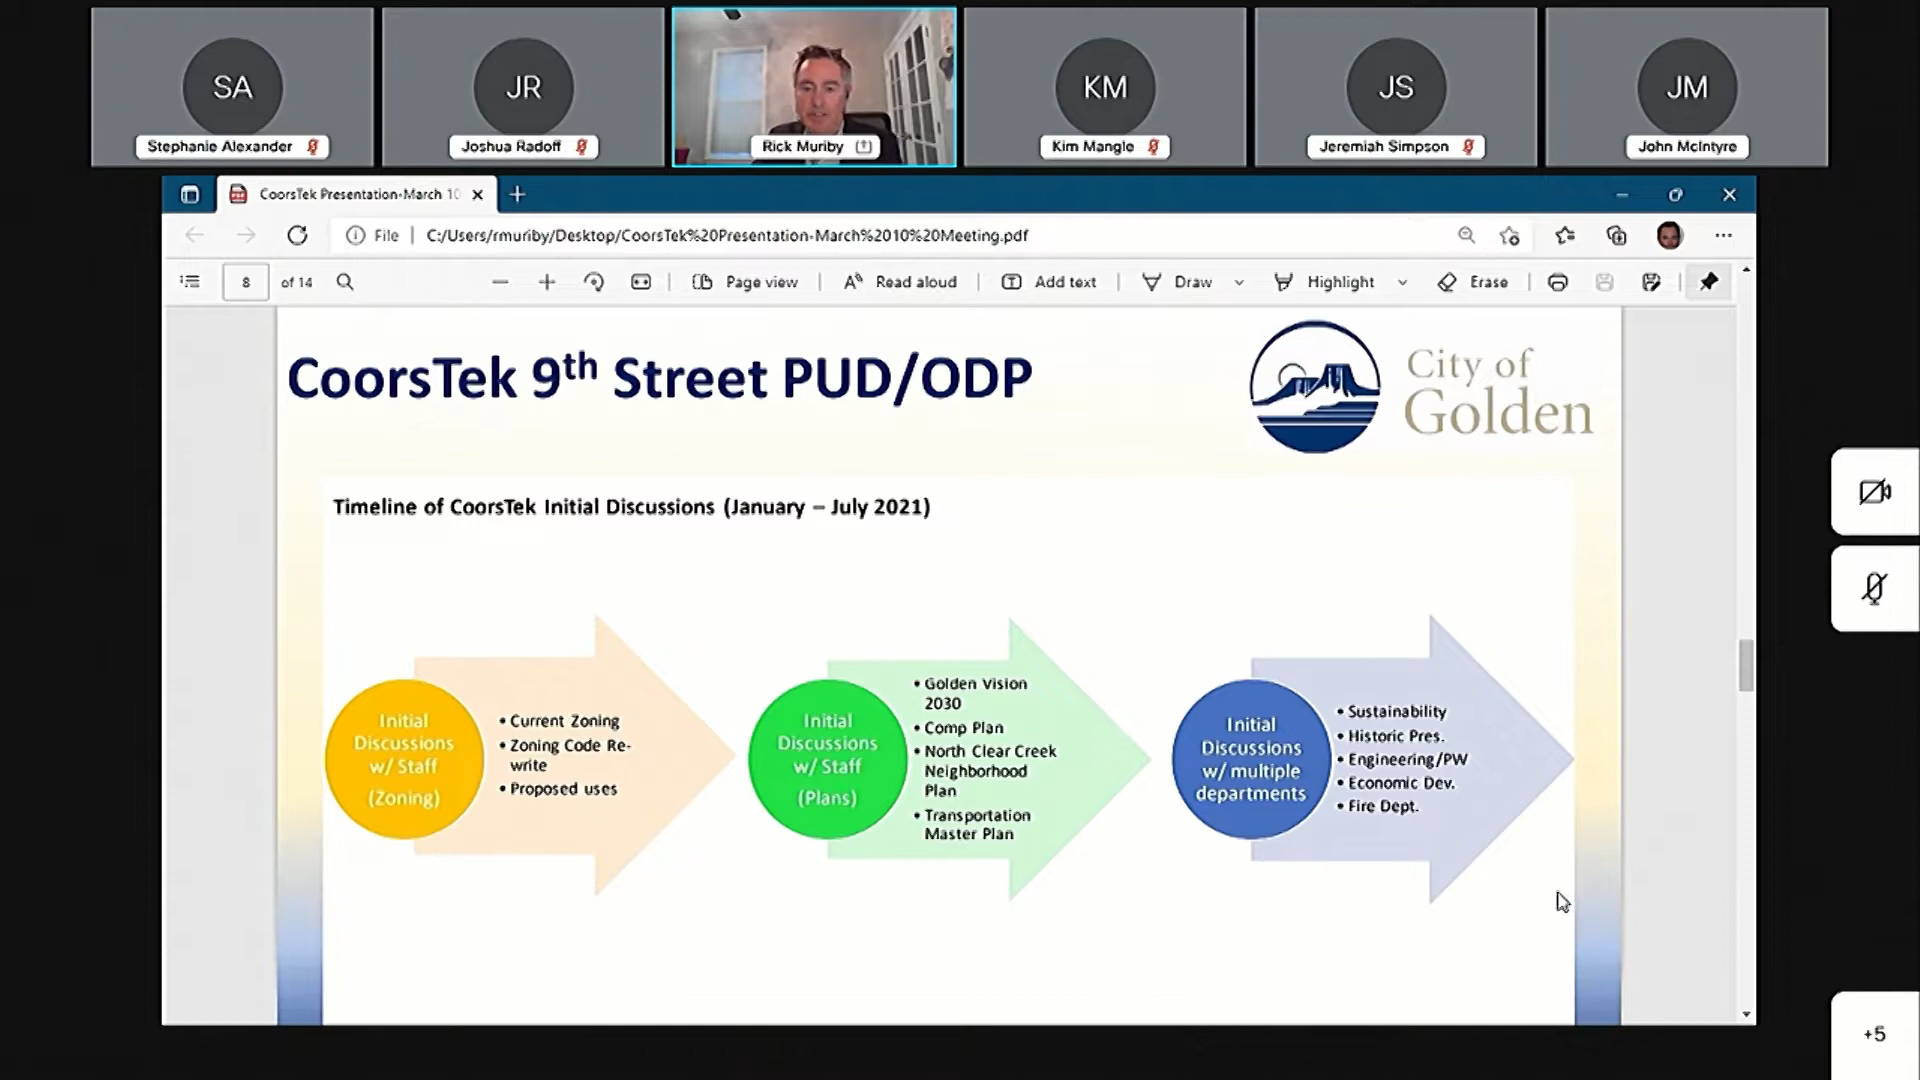 SA
JR
KM
JS
JM
Stephanie Alexander
Joshua Radoff
Rick Muriby
Kim Mangle
Jeremiah Simpson
John McIntyre
CoorsTek Presentation-March 10
File
C:/Users/rmuriby/Desktop/CoorsTek%20Presentation-March%2010%20Meeting.pdf
8 of 14
Page view
Read aloud
Add text
Draw
Highlight
Erase
CoorsTek 9th Street PUD/ODP
City of
Golden
Timeline of CoorsTek Initial Discussions (January – July 2021)
Initial
Discussions
w/ Staff
(Zoning)
• Current Zoning
• Zoning Code Re-
write
• Proposed uses
Initial
Discussions
w/ Staff
(Plans)
• Golden Vision
2030
• Comp Plan
• North Clear Creek
Neighborhood
Plan
• Transportation
Master Plan
Initial
Discussions
w/ multiple
departments
• Sustainability
• Historic Pres.
• Engineering/PW
• Economic Dev.
• Fire Dept.
+5